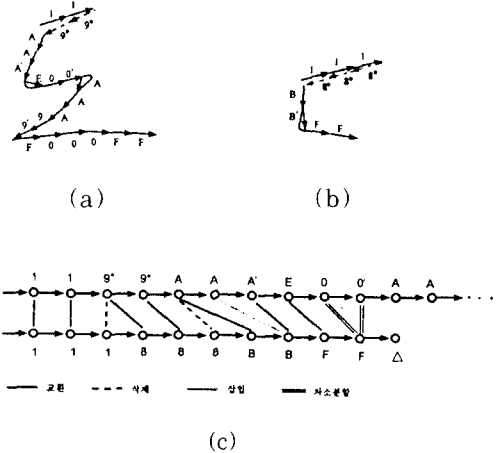 1 1
9* 9*
A
A
A'
E 0 0'
A
A
9' 9 A
F 0 0 0 F F
1 1 1
8* 8* 8*
B
B'
F F
(a) (b)
1 1 9* 9* A A A' E 0 0' A A
1 1 1 8 8 8 B B F F △
교환 삭제 삽입 자소분할
(c)